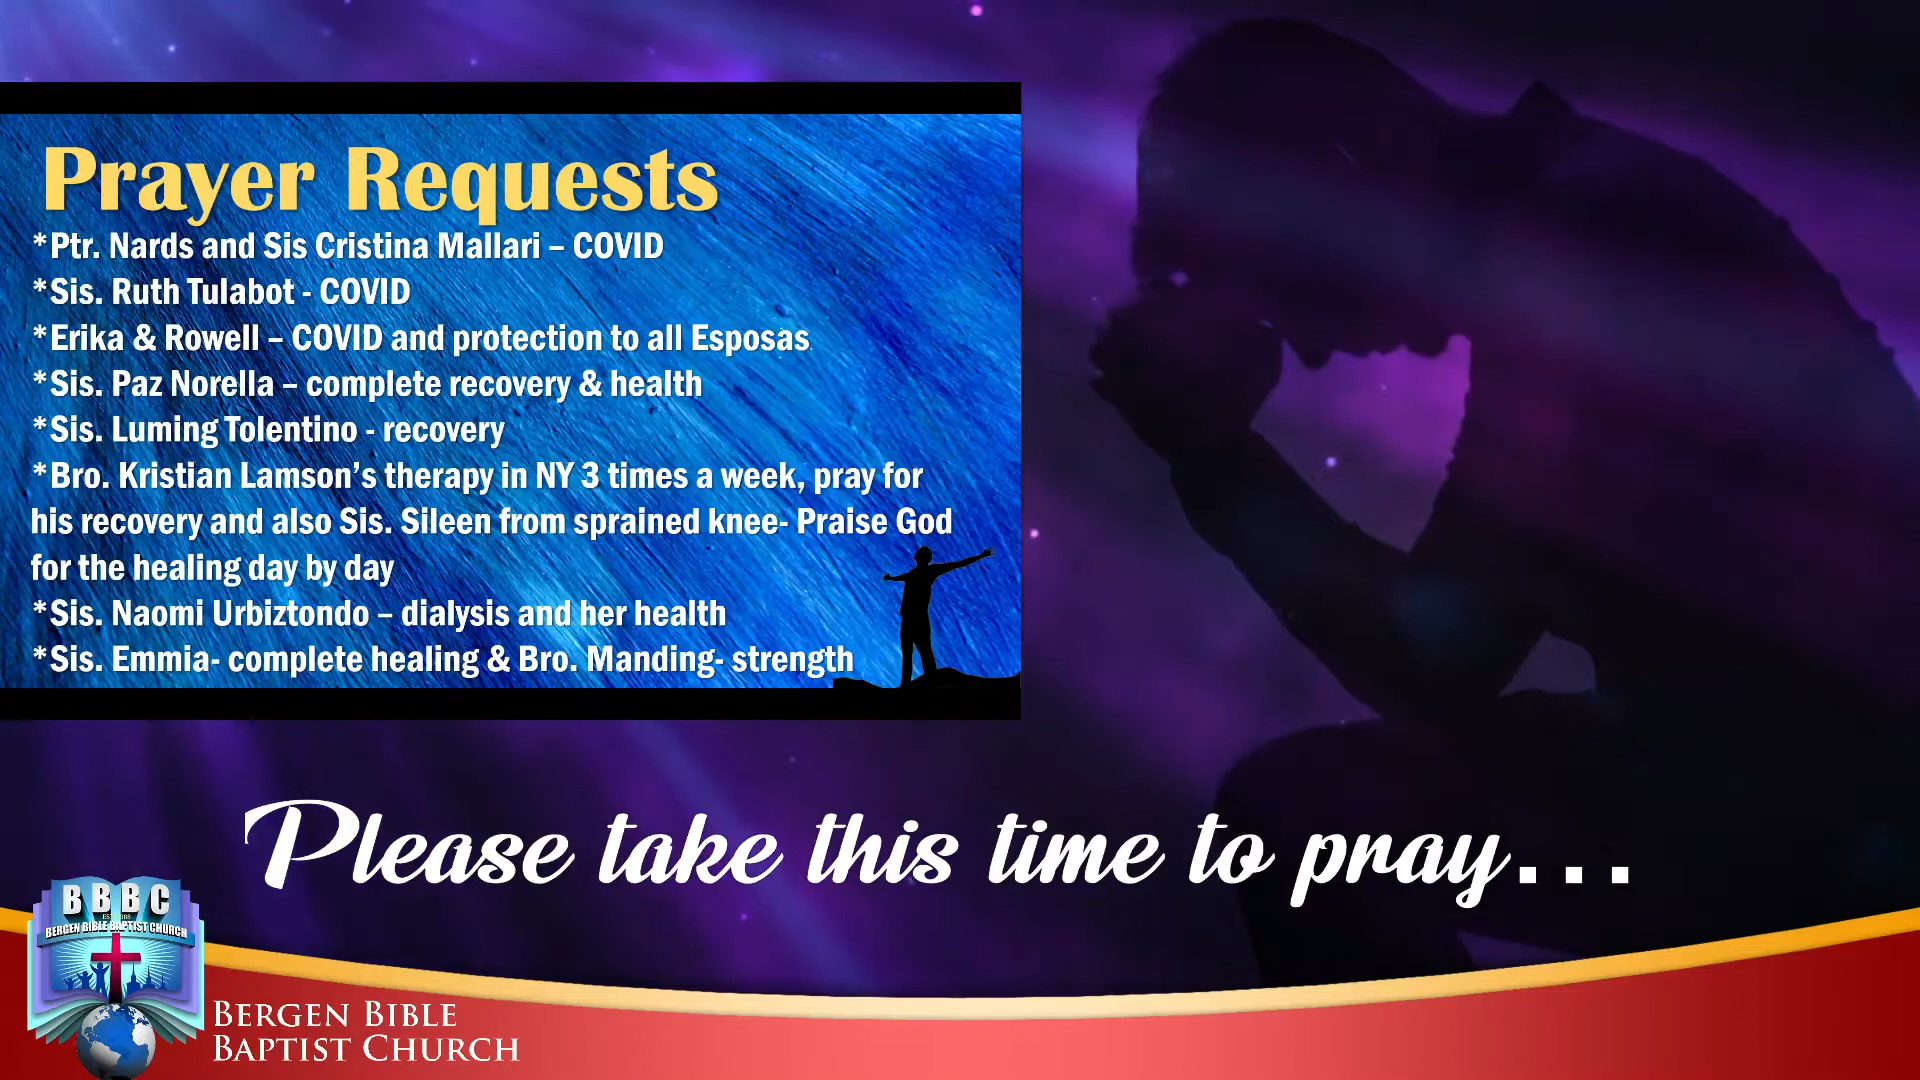 Prayer Requests
*Ptr. Nards and Sis Cristina Mallari – COVID
*Sis. Ruth Tulabot - COVID
*Erika & Rowell – COVID and protection to all Esposas
*Sis. Paz Norella – complete recovery & health
*Sis. Luming Tolentino - recovery
*Bro. Kristian Lamson’s therapy in NY 3 times a week, pray for
his recovery and also Sis. Sileen from sprained knee- Praise God
for the healing day by day
*Sis. Naomi Urbiztondo – dialysis and her health
*Sis. Emmia- complete healing & Bro. Manding- strength
Please take this time to pray...
BBBC
BERGEN BIBLE BAPTIST CHURCH
BERGEN BIBLE
BAPTIST CHURCH